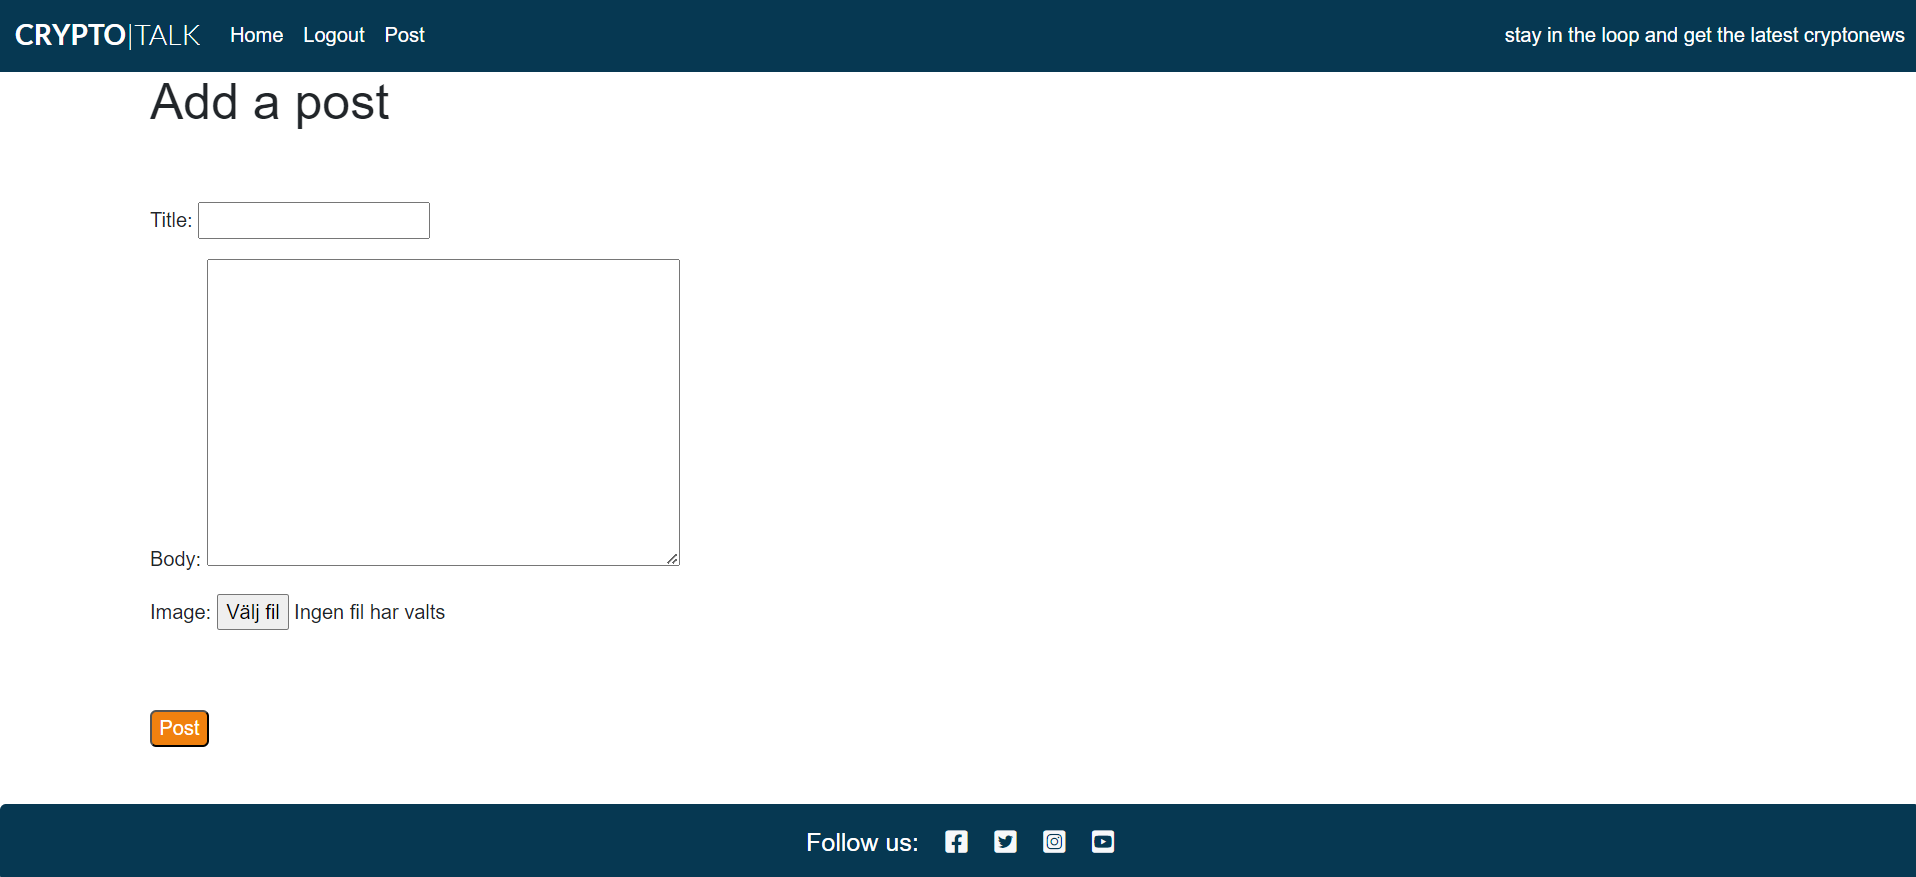 CRYPTO|TALK Home Logout Post stay in the loop and get the latest cryptonews
Add a post
Title:
Body:
Image: Välj fil Ingen fil har valts
Post
Follow us: